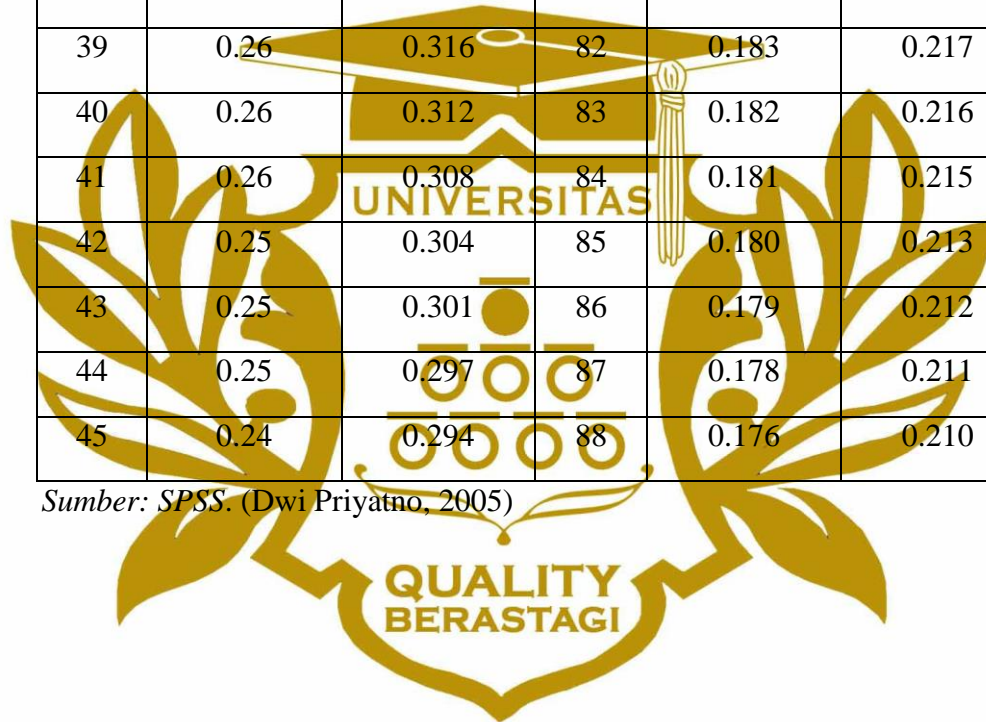 39 0.26 0.316 82 0.183 0.217
40 0.26 0.312 83 0.182 0.216
41 0.26 0.308 84 0.181 0.215
UNIVERSITAS
42 0.25 0.304 85 0.180 0.213
43 0.25 0.301 86 0.179 0.212
44 0.25 0.297 87 0.178 0.211
45 0.24 0.294 88 0.176 0.210
Sumber: SPSS. (Dwi Priyatno, 2005)
QUALITY
BERASTAGI